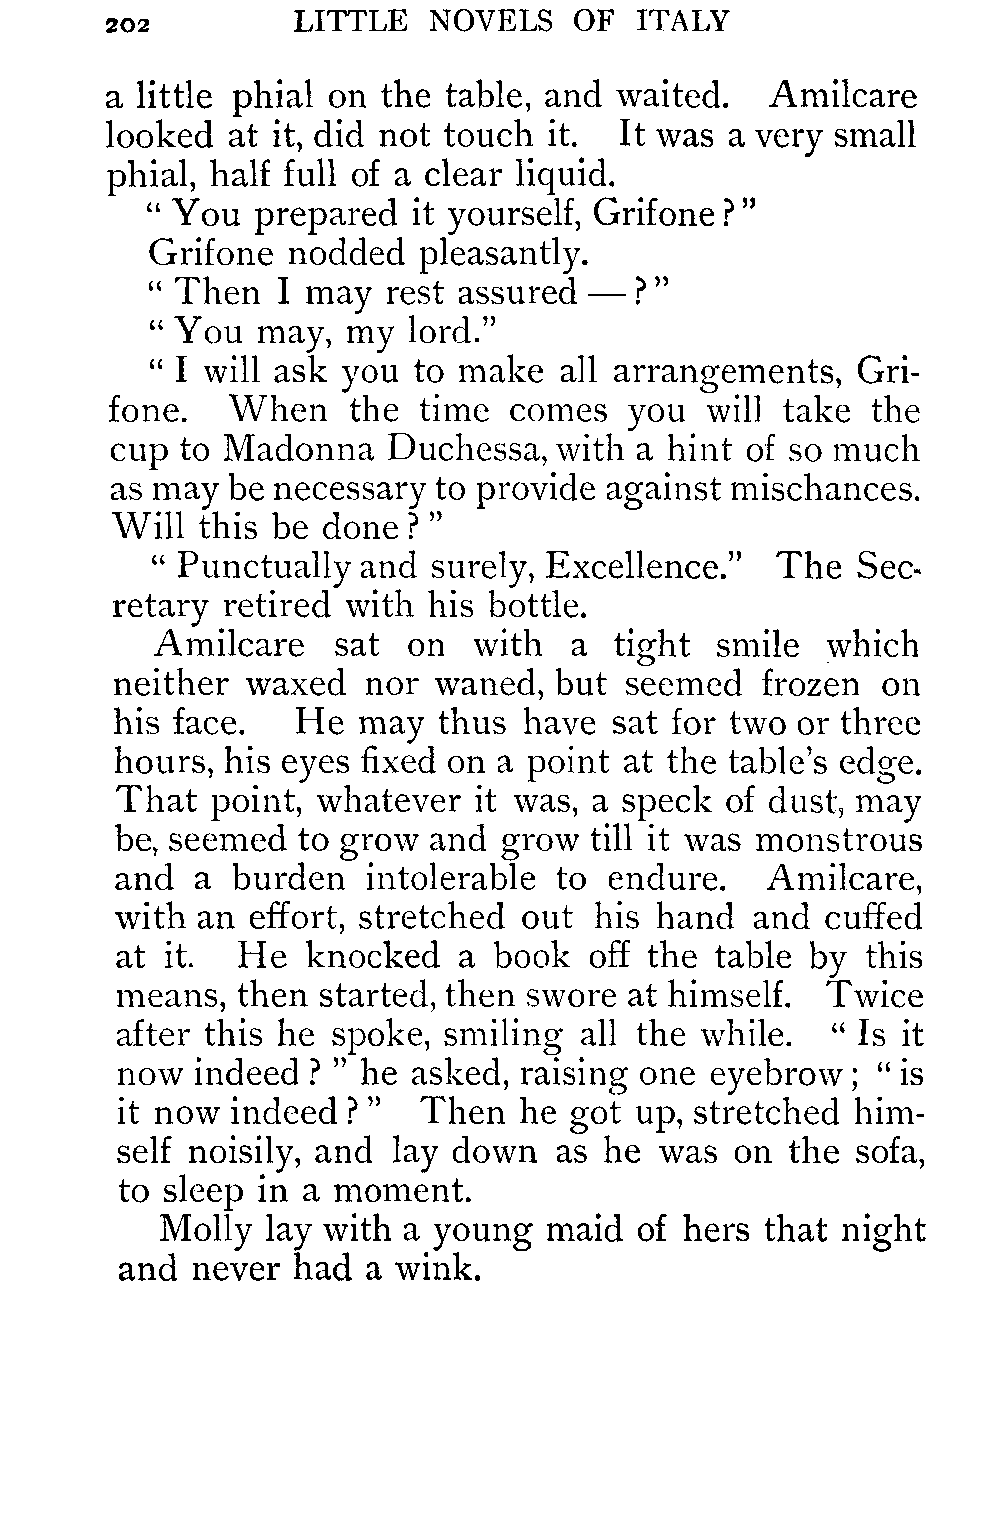 202 LITTLE NOVELS OF ITALY
a little phial on the table, and waited. Amilcare
looked at it, did not touch it. It was a very small
phial, half full of a clear liquid.
“ You prepared it yourself, Grifone ? ”
Grifone nodded pleasantly.
“ Then I may rest assured — ? ”
“ You may, my lord.”
“ I will ask you to make all arrangements, Gri-
fone. When the time comes you will take the
cup to Madonna Duchessa, with a hint of so much
as may be necessary to provide against mischances.
Will this be done ? ”
“ Punctually and surely, Excellence.” The Sec-
retary retired with his bottle.
Amilcare sat on with a tight smile which
neither waxed nor waned, but seemed frozen on
his face. He may thus have sat for two or three
hours, his eyes fixed on a point at the table’s edge.
That point, whatever it was, a speck of dust, may
be, seemed to grow and grow till it was monstrous
and a burden intolerable to endure. Amilcare,
with an effort, stretched out his hand and cuffed
at it. He knocked a book off the table by this
means, then started, then swore at himself. Twice
after this he spoke, smiling all the while. “ Is it
now indeed ? ” he asked, raising one eyebrow ; “ is
it now indeed ? ” Then he got up, stretched him-
self noisily, and lay down as he was on the sofa,
to sleep in a moment.
Molly lay with a young maid of hers that night
and never had a wink.